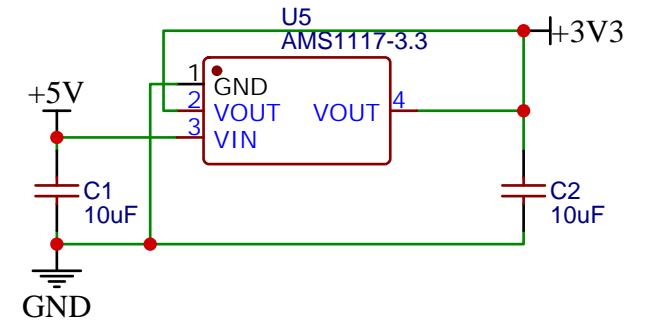 U5
AMS1117-3.3
+3V3
+5V
1
GND
2
VOUT
VOUT
4
3
VIN
C1
10uF
C2
10uF
GND